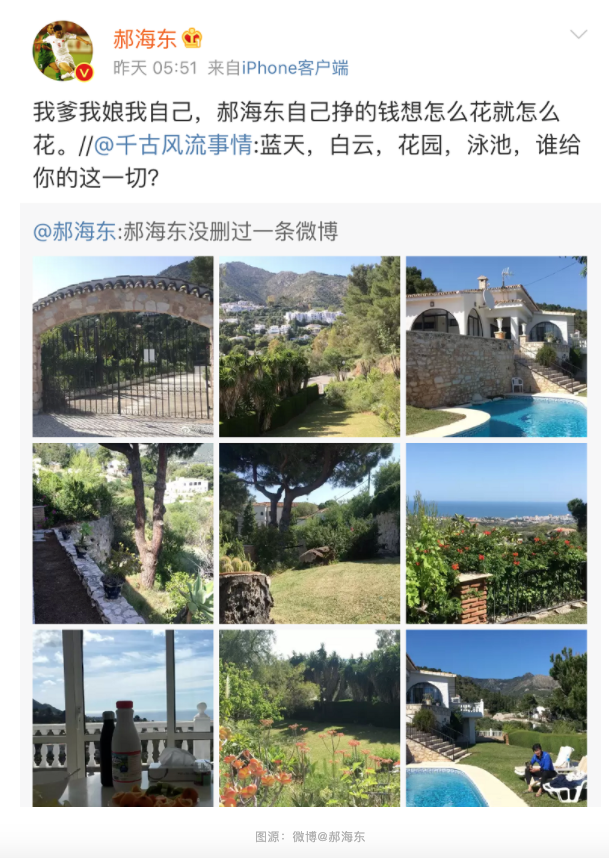 郝海东
昨天 05:51 来自iPhone客户端
我爹我娘我自己，郝海东自己挣的钱想怎么花就怎么
花。//@千古风流事情:蓝天，白云，花园，泳池，谁给
你的这一切?
@郝海东:郝海东没删过一条微博
图源：微博@郝海东